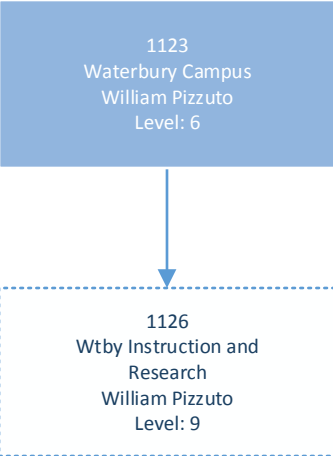 1123
Waterbury Campus
William Pizzuto
Level: 6
1126
Wtby Instruction and
Research
William Pizzuto
Level: 9